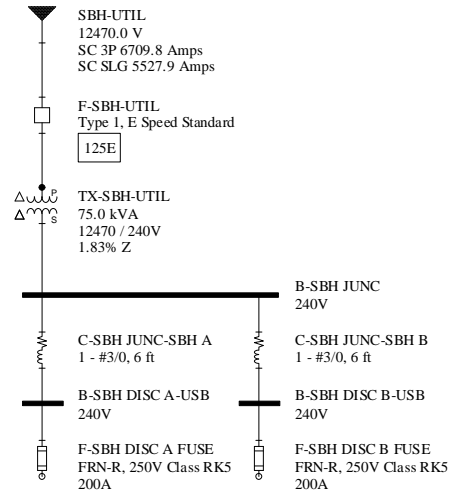 SBH-UTIL
12470.0 V
SC 3P 6709.8 Amps
SC SLG 5527.9 Amps
F-SBH-UTIL
Type 1, E Speed Standard
125E
P
S
TX-SBH-UTIL
75.0 kVA
12470 / 240V
1.83% Z
B-SBH JUNC
240V
C-SBH JUNC-SBH A
1 - #3/0, 6 ft
C-SBH JUNC-SBH B
1 - #3/0, 6 ft
B-SBH DISC A-USB
240V
B-SBH DISC B-USB
240V
F-SBH DISC A FUSE
FRN-R, 250V Class RK5
200A
F-SBH DISC B FUSE
FRN-R, 250V Class RK5
200A